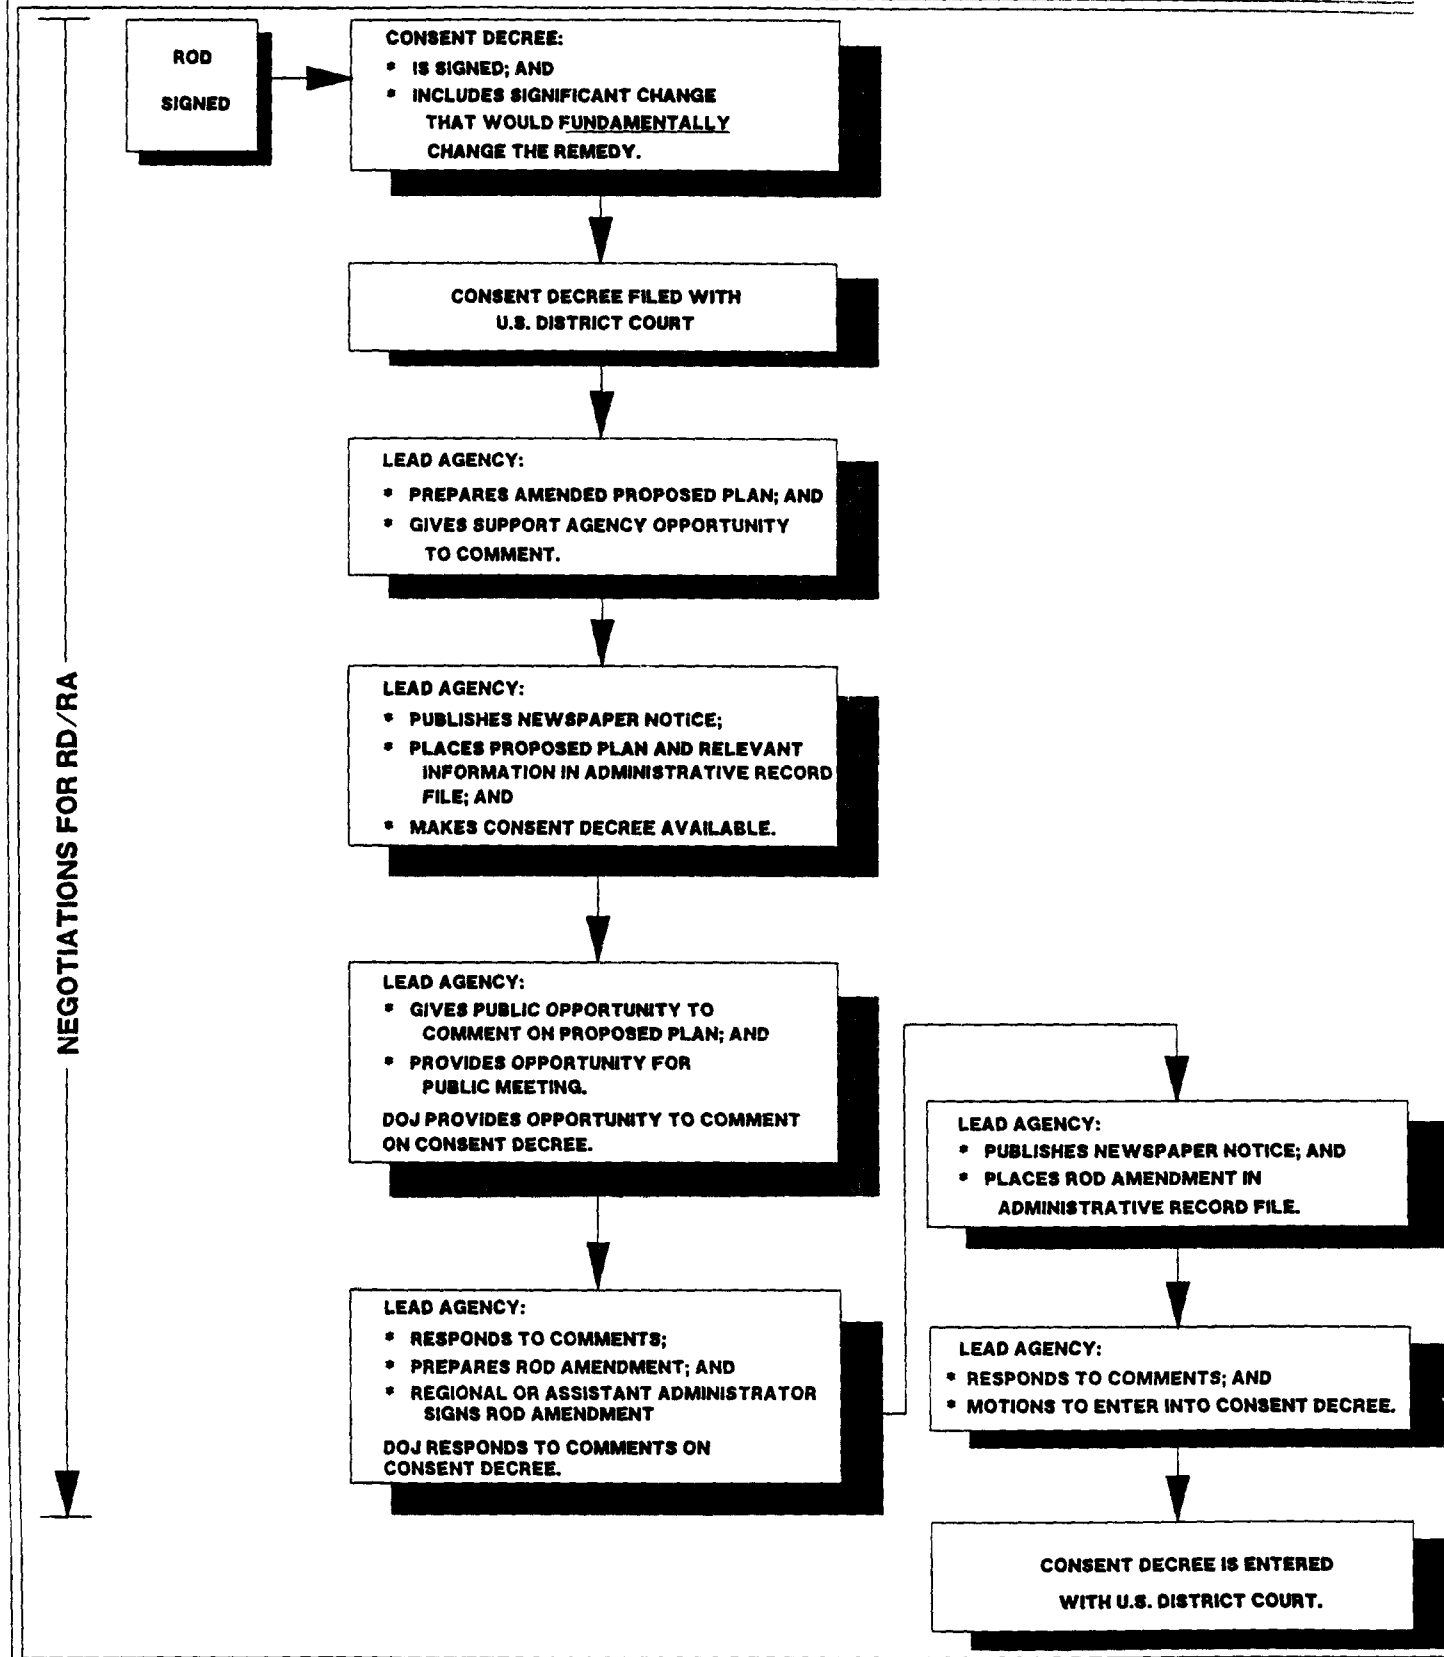 ROD
SIGNED
CONSENT DECREE:
* IS SIGNED; AND
* INCLUDES SIGNIFICANT CHANGE
THAT WOULD FUNDAMENTALLY
CHANGE THE REMEDY.
CONSENT DECREE FILED WITH
U.S. DISTRICT COURT
LEAD AGENCY:
* PREPARES AMENDED PROPOSED PLAN; AND
* GIVES SUPPORT AGENCY OPPORTUNITY
TO COMMENT.
LEAD AGENCY:
* PUBLISHES NEWSPAPER NOTICE;
* PLACES PROPOSED PLAN AND RELEVANT
INFORMATION IN ADMINISTRATIVE RECORD
FILE; AND
* MAKES CONSENT DECREE AVAILABLE.
NEGOTIATIONS FOR RD/RA
LEAD AGENCY:
* GIVES PUBLIC OPPORTUNITY TO
COMMENT ON PROPOSED PLAN; AND
* PROVIDES OPPORTUNITY FOR
PUBLIC MEETING.
DOJ PROVIDES OPPORTUNITY TO COMMENT
ON CONSENT DECREE.
LEAD AGENCY:
* RESPONDS TO COMMENTS;
* PREPARES ROD AMENDMENT; AND
* REGIONAL OR ASSISTANT ADMINISTRATOR
SIGNS ROD AMENDMENT
DOJ RESPONDS TO COMMENTS ON
CONSENT DECREE.
LEAD AGENCY:
* PUBLISHES NEWSPAPER NOTICE; AND
* PLACES ROD AMENDMENT IN
ADMINISTRATIVE RECORD FILE.
LEAD AGENCY:
* RESPONDS TO COMMENTS; AND
* MOTIONS TO ENTER INTO CONSENT DECREE.
CONSENT DECREE IS ENTERED
WITH U.S. DISTRICT COURT.